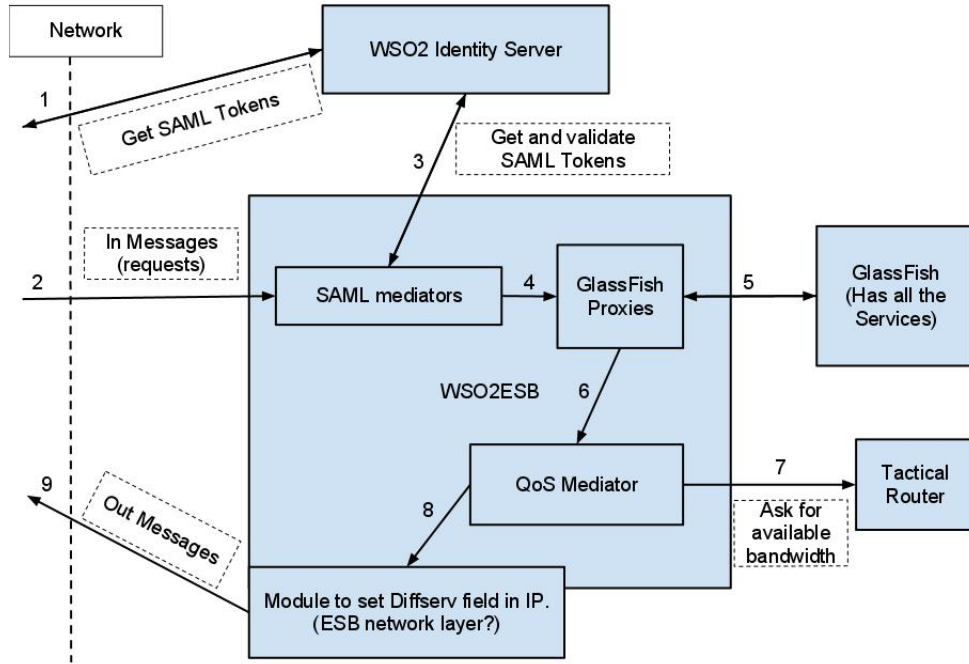 Network
WSO2 Identity Server
1
Get SAML Tokens
3
Get and validate
SAML Tokens
In Messages
(requests)
2
SAML mediators
4
GlassFish
Proxies
5
GlassFish
(Has all the
Services)
WSO2ESB
6
9
Out Messages
8
QoS Mediator
7
Tactical
Router
Ask for
available
bandwidth
Module to set Diffserv field in IP.
(ESB network layer?)